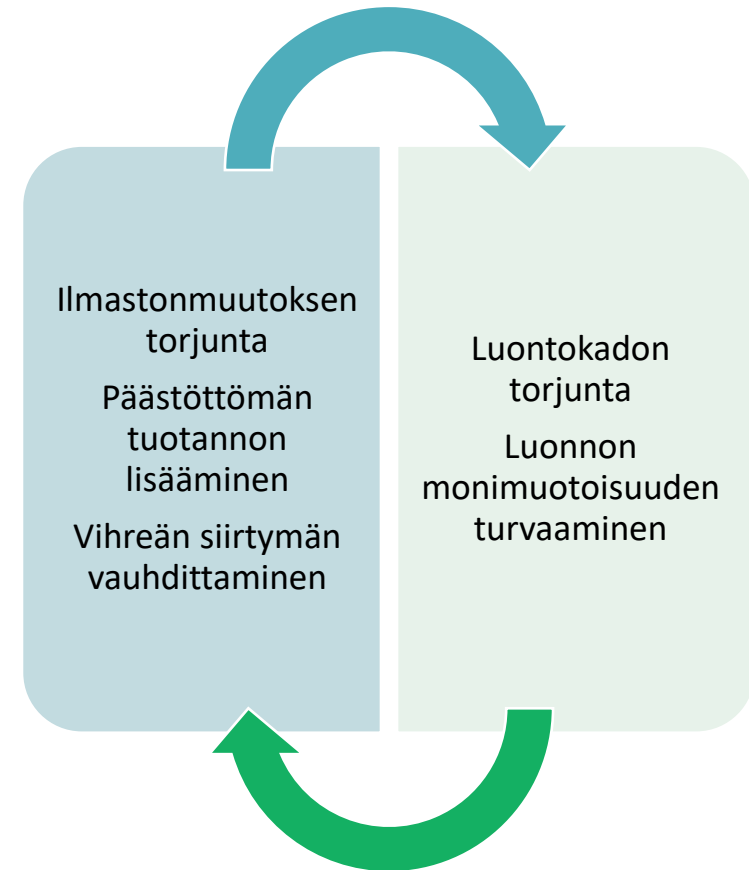 Ilmastonmuutoksen
torjunta
Päästöttömän
tuotannon
lisääminen
Vihreän siirtymän
vauhdittaminen
Luontokadon
torjunta
Luonnon
monimuotoisuuden
turvaaminen